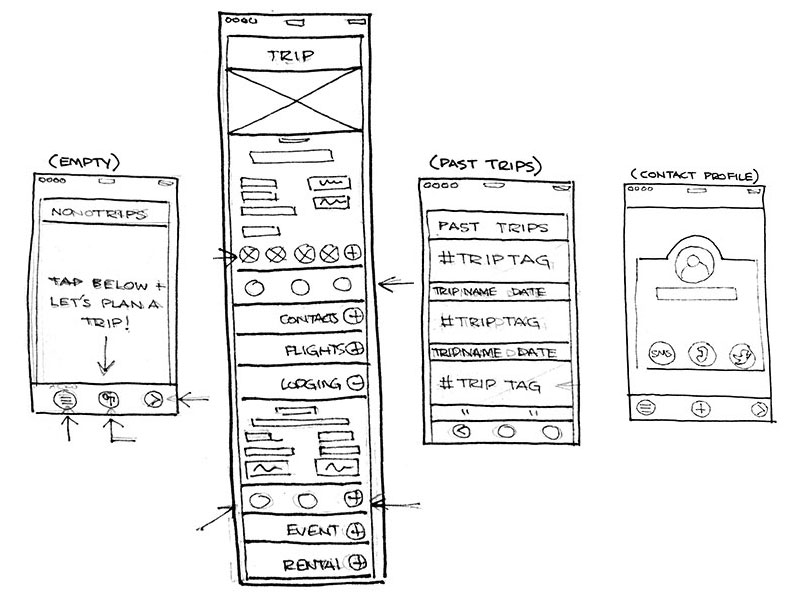 (EMPTY)
NONOTRIPS
TAP BELOW +
LET'S PLAN A
TRIP!
TRIP
CONTACTS
FLIGHTS
LODGING
EVENT
RENTAL
(PAST TRIPS)
PAST TRIPS
#TRIPTAG
TRIPNAME DATE
#TRIPTAG
TRIPNAME DATE
#TRIP TAG
" "
(CONTACT PROFILE)
SMS